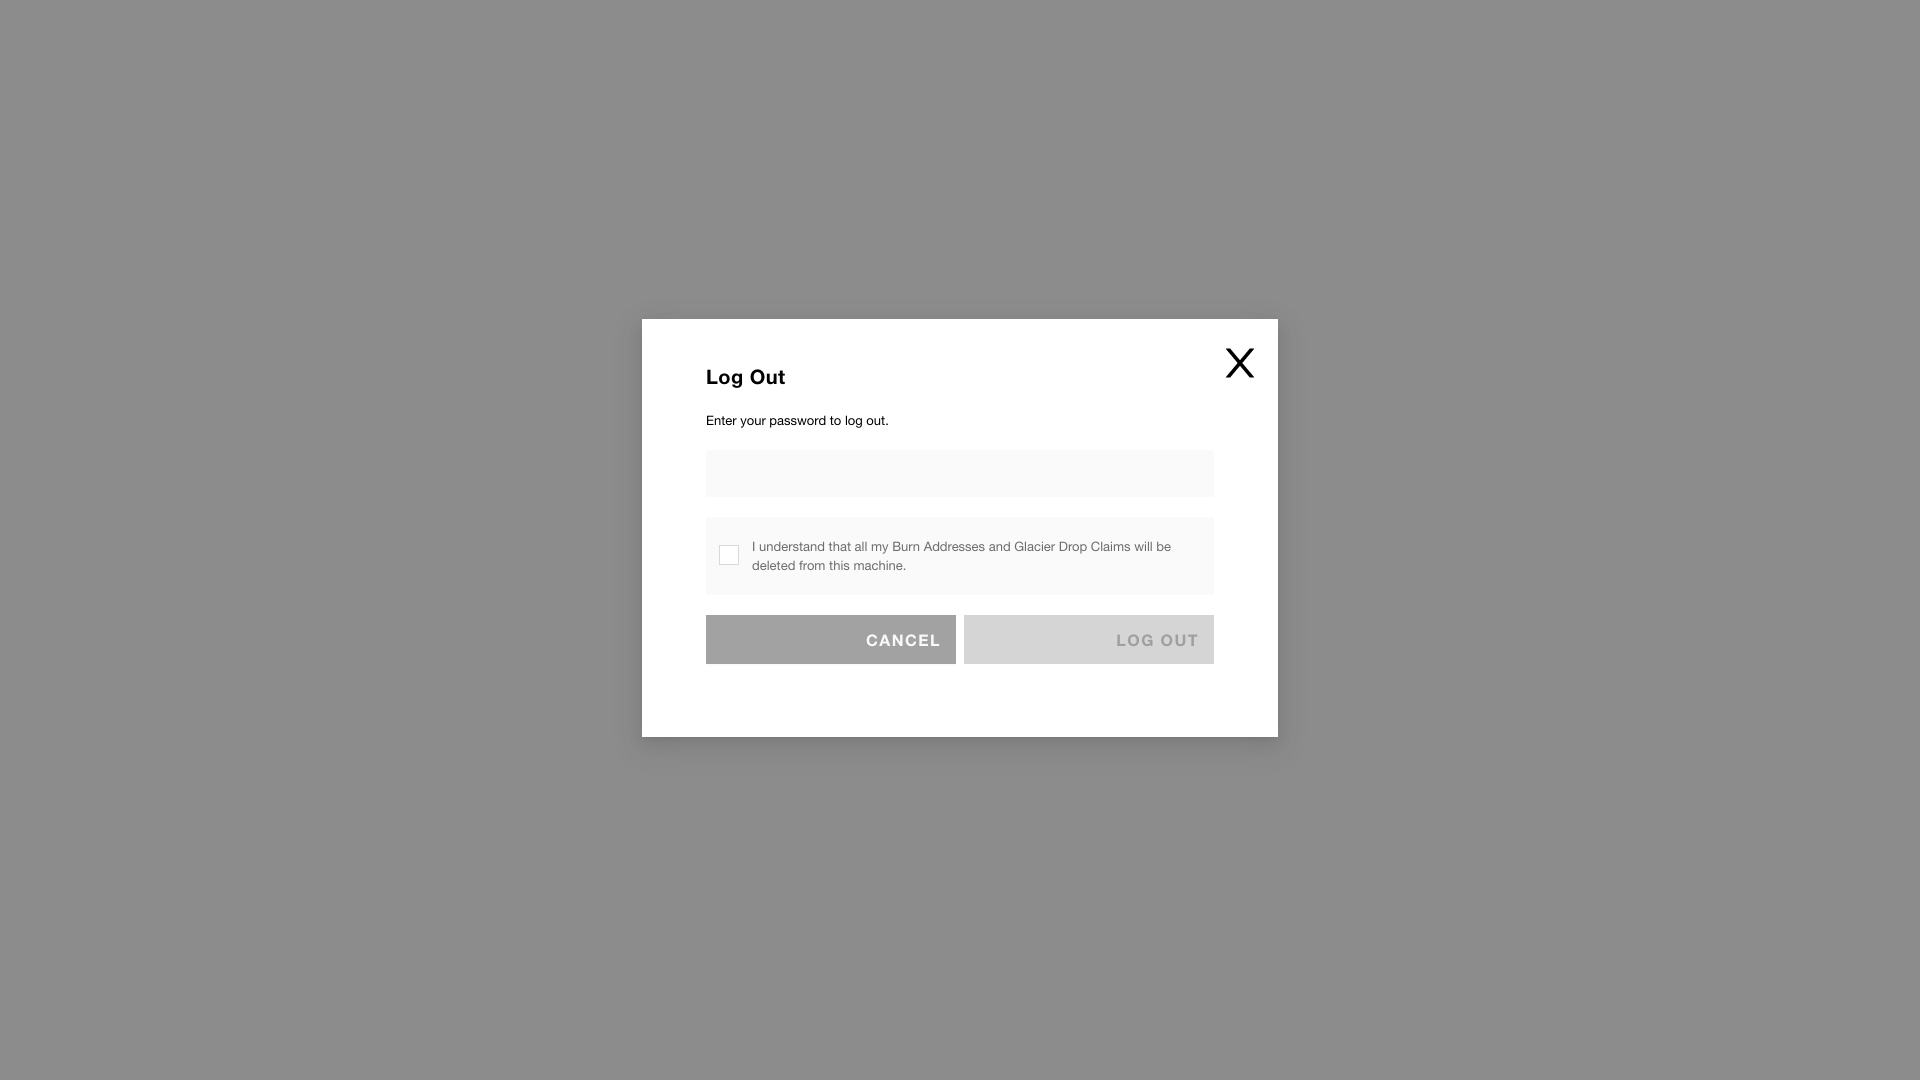 Log Out
Enter your password to log out.
I understand that all my Burn Addresses and Glacier Drop Claims will be
deleted from this machine.
CANCEL
LOG OUT